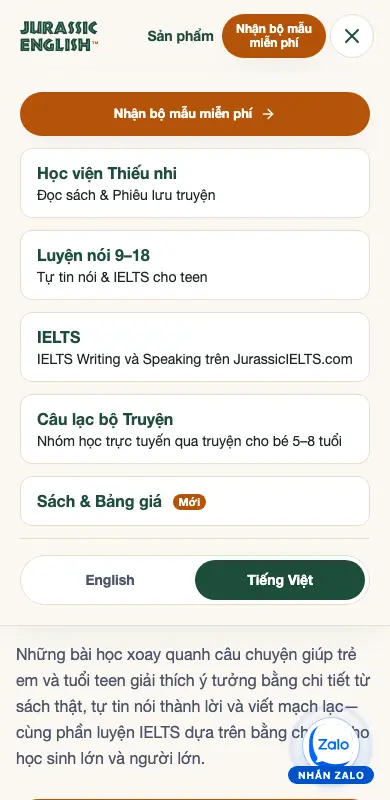 JURASSIC
ENGLISH™
Sản phẩm
Nhận bộ mẫu
miễn phí
Nhận bộ mẫu miễn phí →
Học viện Thiếu nhi
Đọc sách & Phiêu lưu truyện
Luyện nói 9–18
Tự tin nói & IELTS cho teen
IELTS
IELTS Writing và Speaking trên JurassicIELTS.com
Câu lạc bộ Truyện
Nhóm học trực tuyến qua truyện cho bé 5–8 tuổi
Sách & Bảng giá Mới
English
Tiếng Việt
Những bài học xoay quanh câu chuyện giúp trẻ
em và tuổi teen giải thích ý tưởng bằng chi tiết từ
sách thật, tự tin nói thành lời và viết mạch lạc—
cùng phần luyện IELTS dựa trên bằng
học sinh lớn và người lớn.
Zalo
NHẮN ZALO